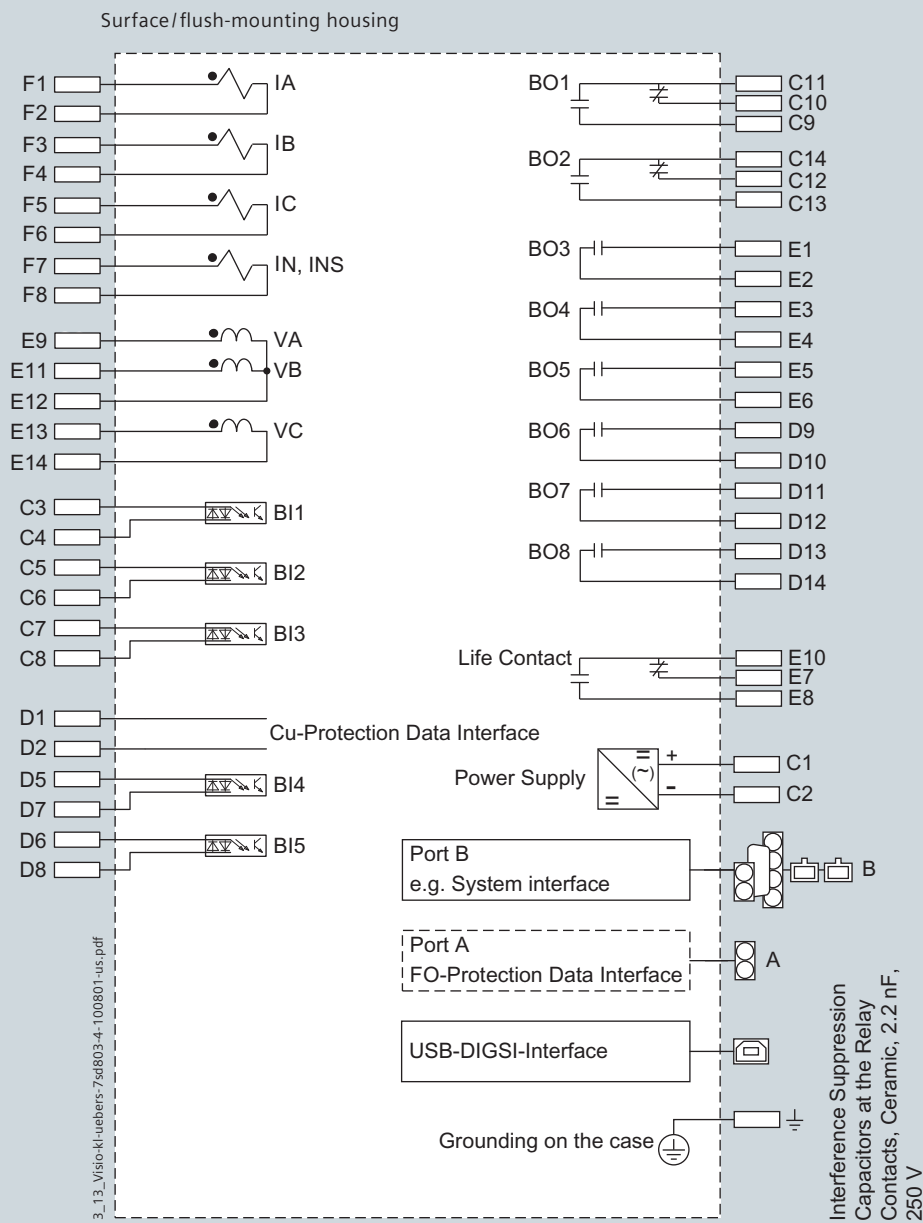 Surface/flush-mounting housing
F1
F2
IA
F3
F4
IB
F5
F6
IC
F7
F8
IN, INS
E9
VA
E11
VB
E12
E13
VC
E14
C3
C4
BI1
C5
C6
BI2
C7
C8
BI3
D1
D2
Cu-Protection Data Interface
D5
D7
BI4
D6
D8
BI5
BO1
C11
C10
C9
BO2
C14
C12
C13
BO3
E1
E2
BO4
E3
E4
BO5
E5
E6
BO6
D9
D10
BO7
D11
D12
BO8
D13
D14
Life Contact
E10
E7
E8
Power Supply
= + 
(~)
= -
C1
C2
Port B
e.g. System interface
B
Port A
FO-Protection Data Interface
A
USB-DIGSI-Interface
Grounding on the case
Interference Suppression
Capacitors at the Relay
Contacts, Ceramic, 2.2 nF,
250 V
3_13_Visio-kl-uebers-7sd803-4-100801-us.pdf